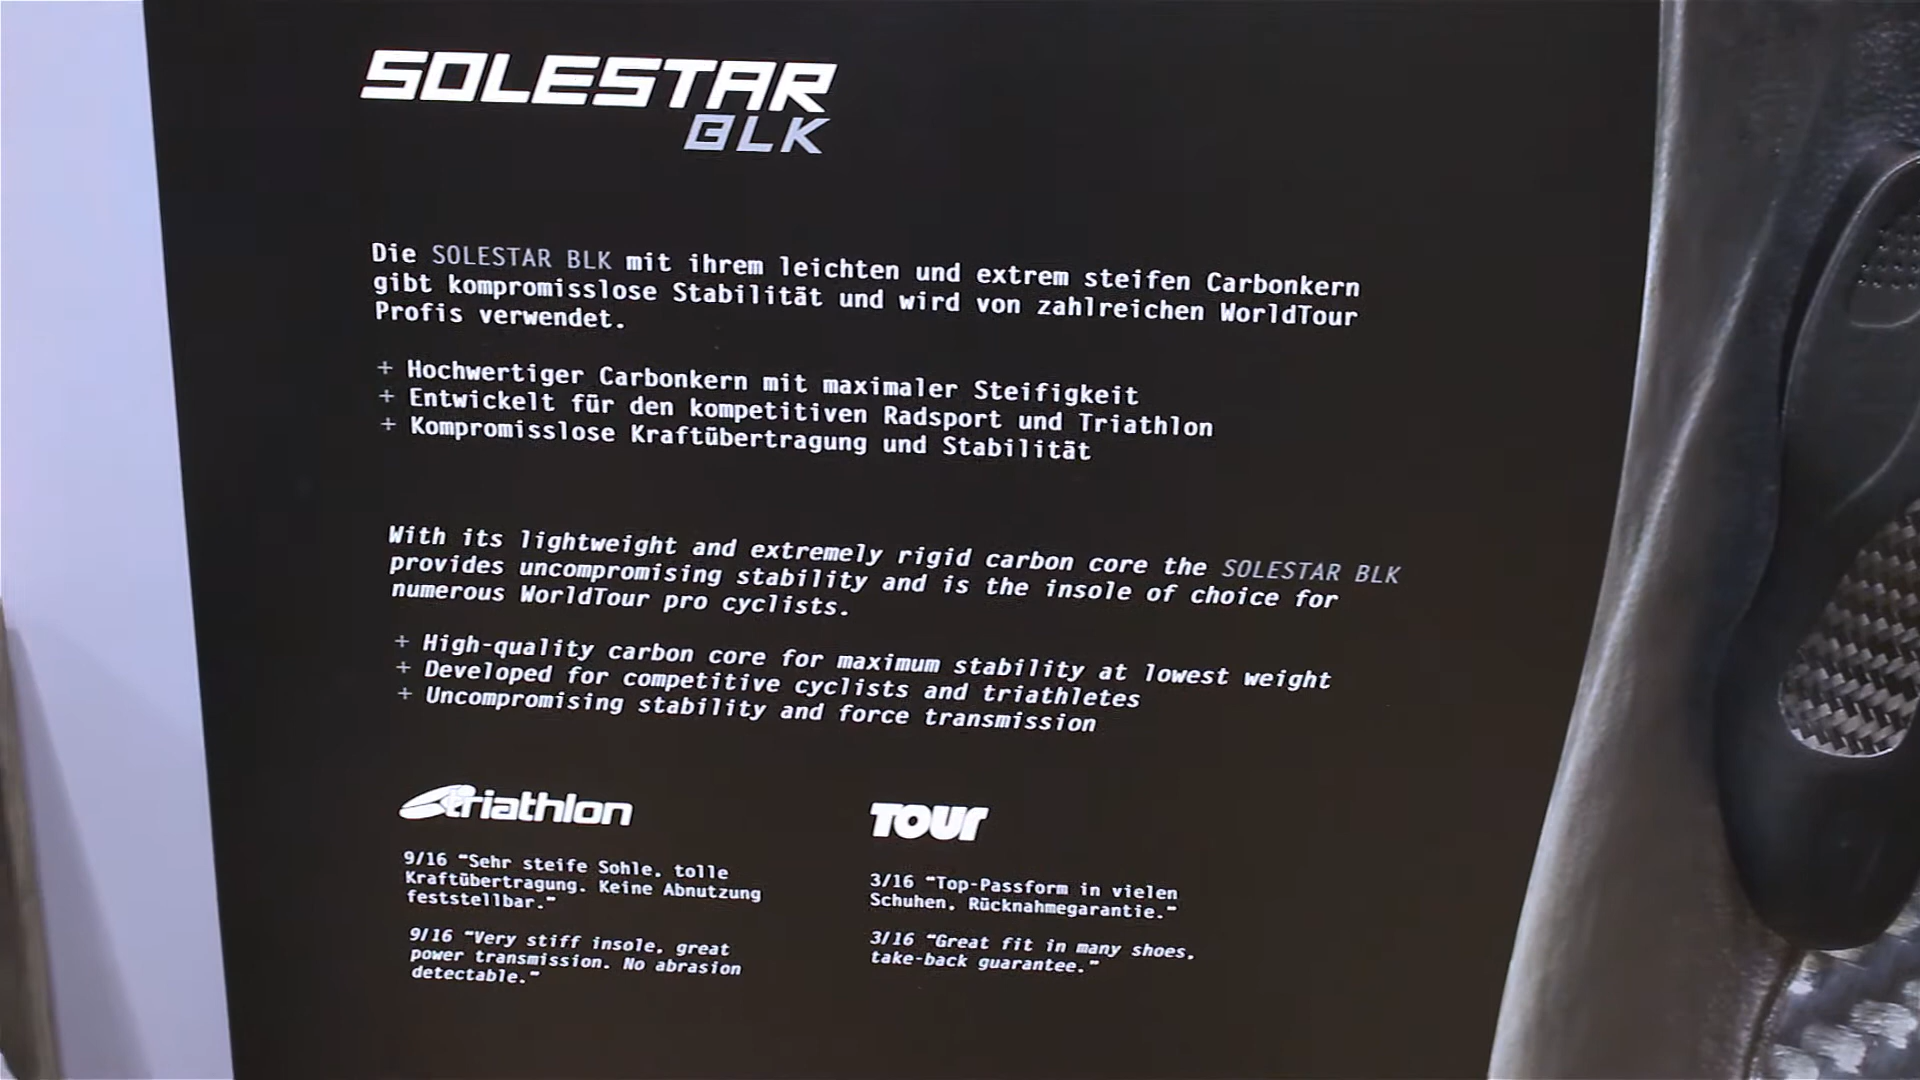 SOLESTAR
BLK
Die SOLESTAR BLK mit ihrem leichten und extrem steifen Carbonkern
gibt kompromisslose Stabilität und wird von zahlreichen WorldTour
Profis verwendet.
+ Hochwertiger Carbonkern mit maximaler Steifigkeit
+ Entwickelt für den kompetitiven Radsport und Triathlon
+ Kompromisslose Kraftübertragung und Stabilität
With its lightweight and extremely rigid carbon core the SOLESTAR BLK
provides uncompromising stability and is the insole of choice for
numerous WorldTour pro cyclists.
+ High-quality carbon core for maximum stability at lowest weight
+ Developed for competitive cyclists and triathletes
+ Uncompromising stability and force transmission
triathlon
9/16 "Sehr steife Sohle, tolle
Kraftübertragung. Keine Abnutzung
feststellbar."
9/16 "Very stiff insole, great
power transmission. No abrasion
detectable."
TOUR
3/16 "Top-Passform in vielen
Schuhen, Rücknahmegarantie."
3/16 "Great fit in many shoes,
take-back guarantee."